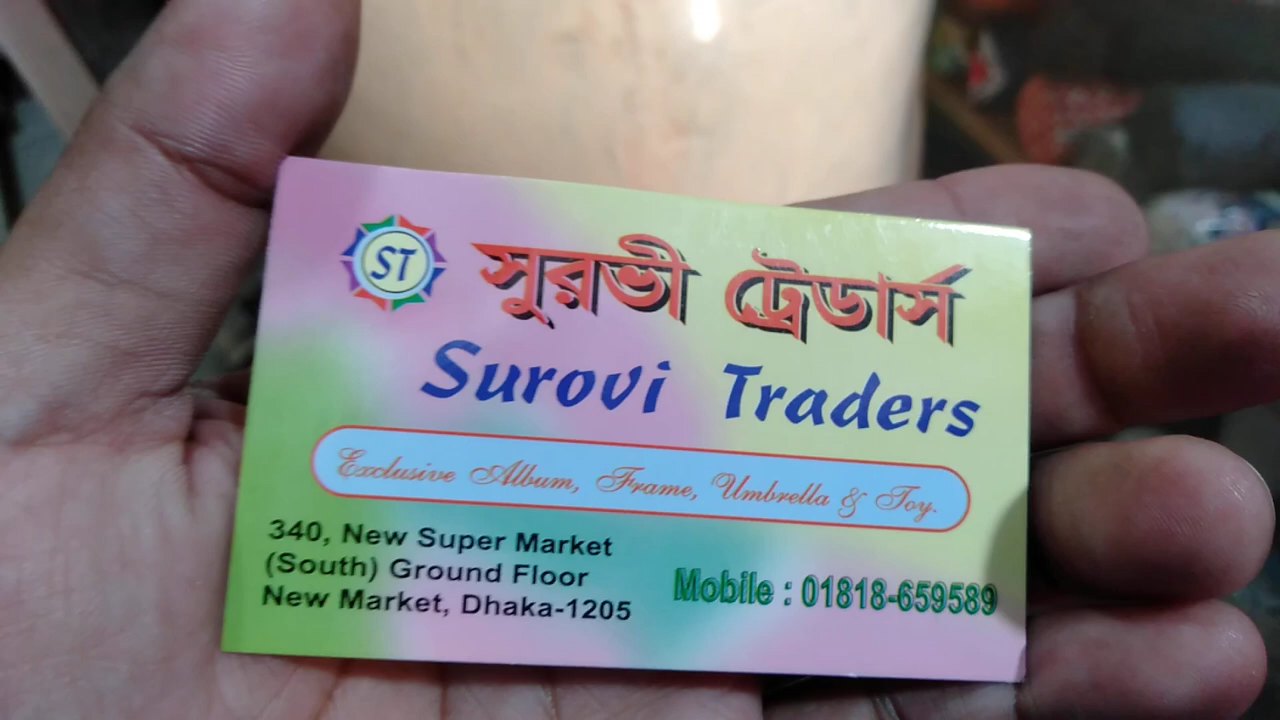 ST
সুরভী ট্রেডার্স
Surovi Traders
Exclusive Album, Frame, Umbrella & Toy.
340, New Super Market
(South) Ground Floor
New Market, Dhaka-1205
Mobile : 01818-659589